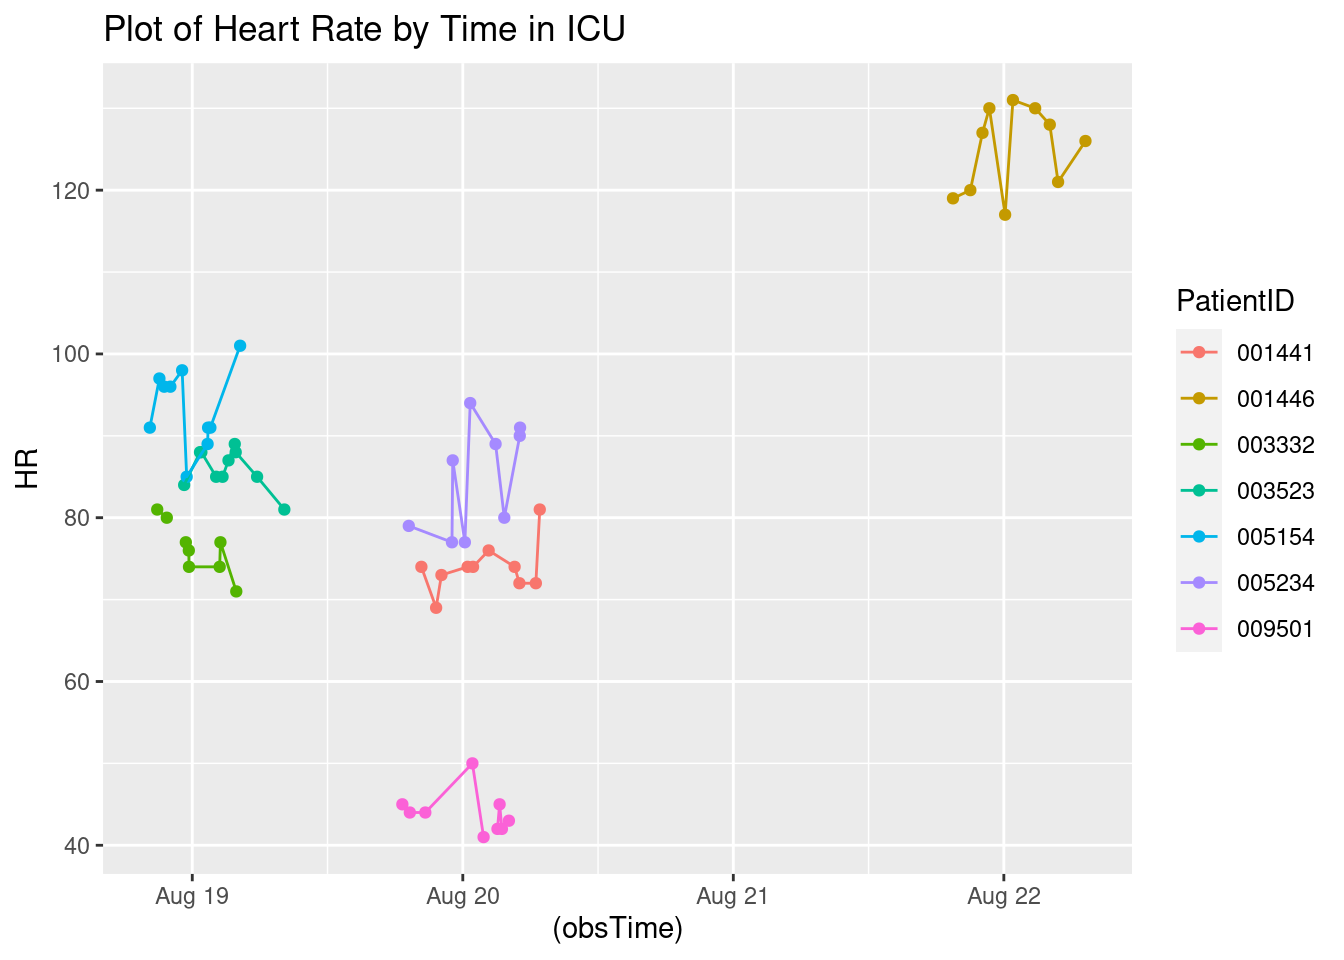 Plot of Heart Rate by Time in ICU
HR
120
100
80
60
40
Aug 19
Aug 20
Aug 21
Aug 22
(obsTime)
PatientID
001441
001446
003332
003523
005154
005234
009501